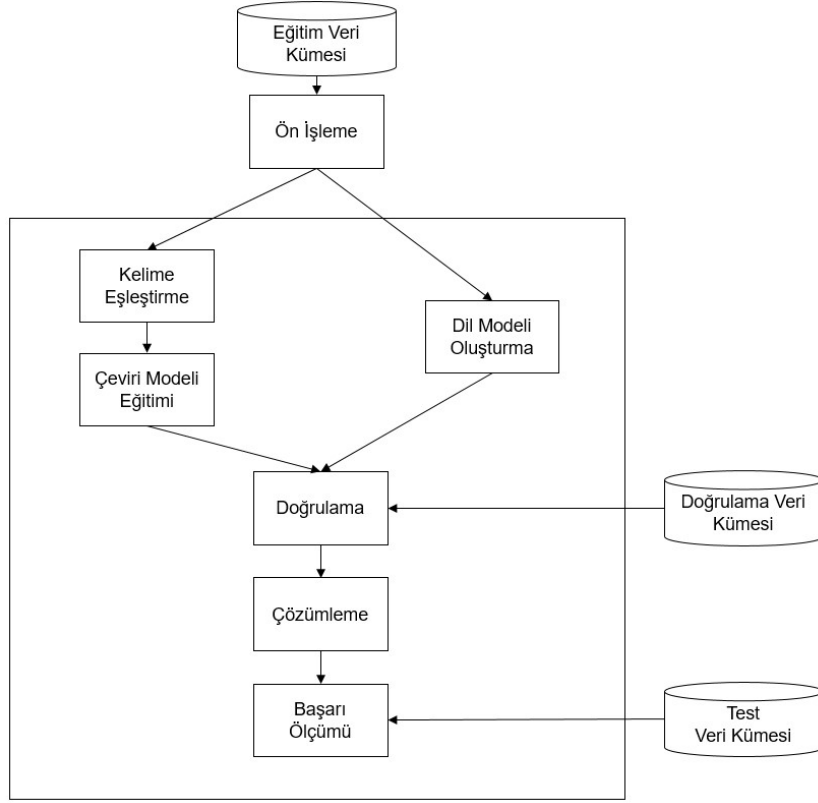 Eğitim Veri
Kümesi
Ön İşleme
Kelime
Eşleştirme
Dil Modeli
Oluşturma
Çeviri Modeli
Eğitimi
Doğrulama
Doğrulama Veri
Kümesi
Çözümleme
Başarı
Ölçümü
Test
Veri Kümesi